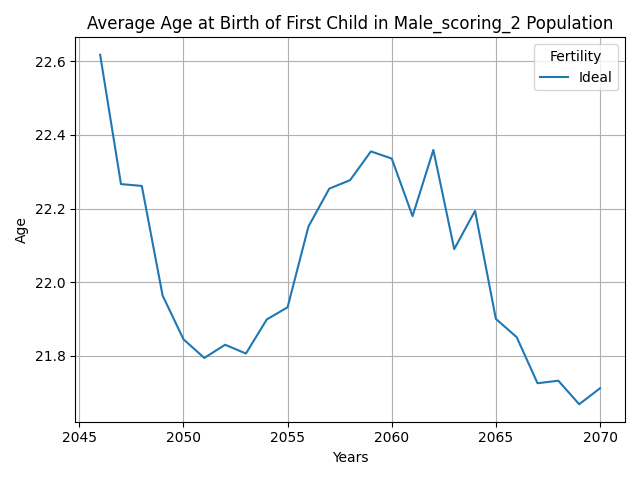 Average Age at Birth of First Child in Male_scoring_2 Population
Fertility
Ideal
Age
22.6
22.4
22.2
22.0
21.8
2045 2050 2055 2060 2065 2070
Years